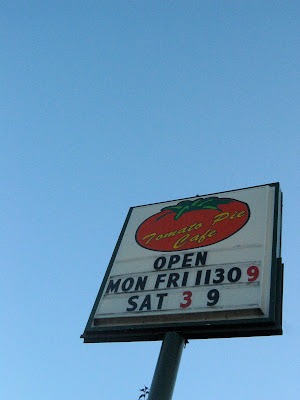 Tomato Pie
Cafe
OPEN
MON FRI 1130 9
SAT 3 9